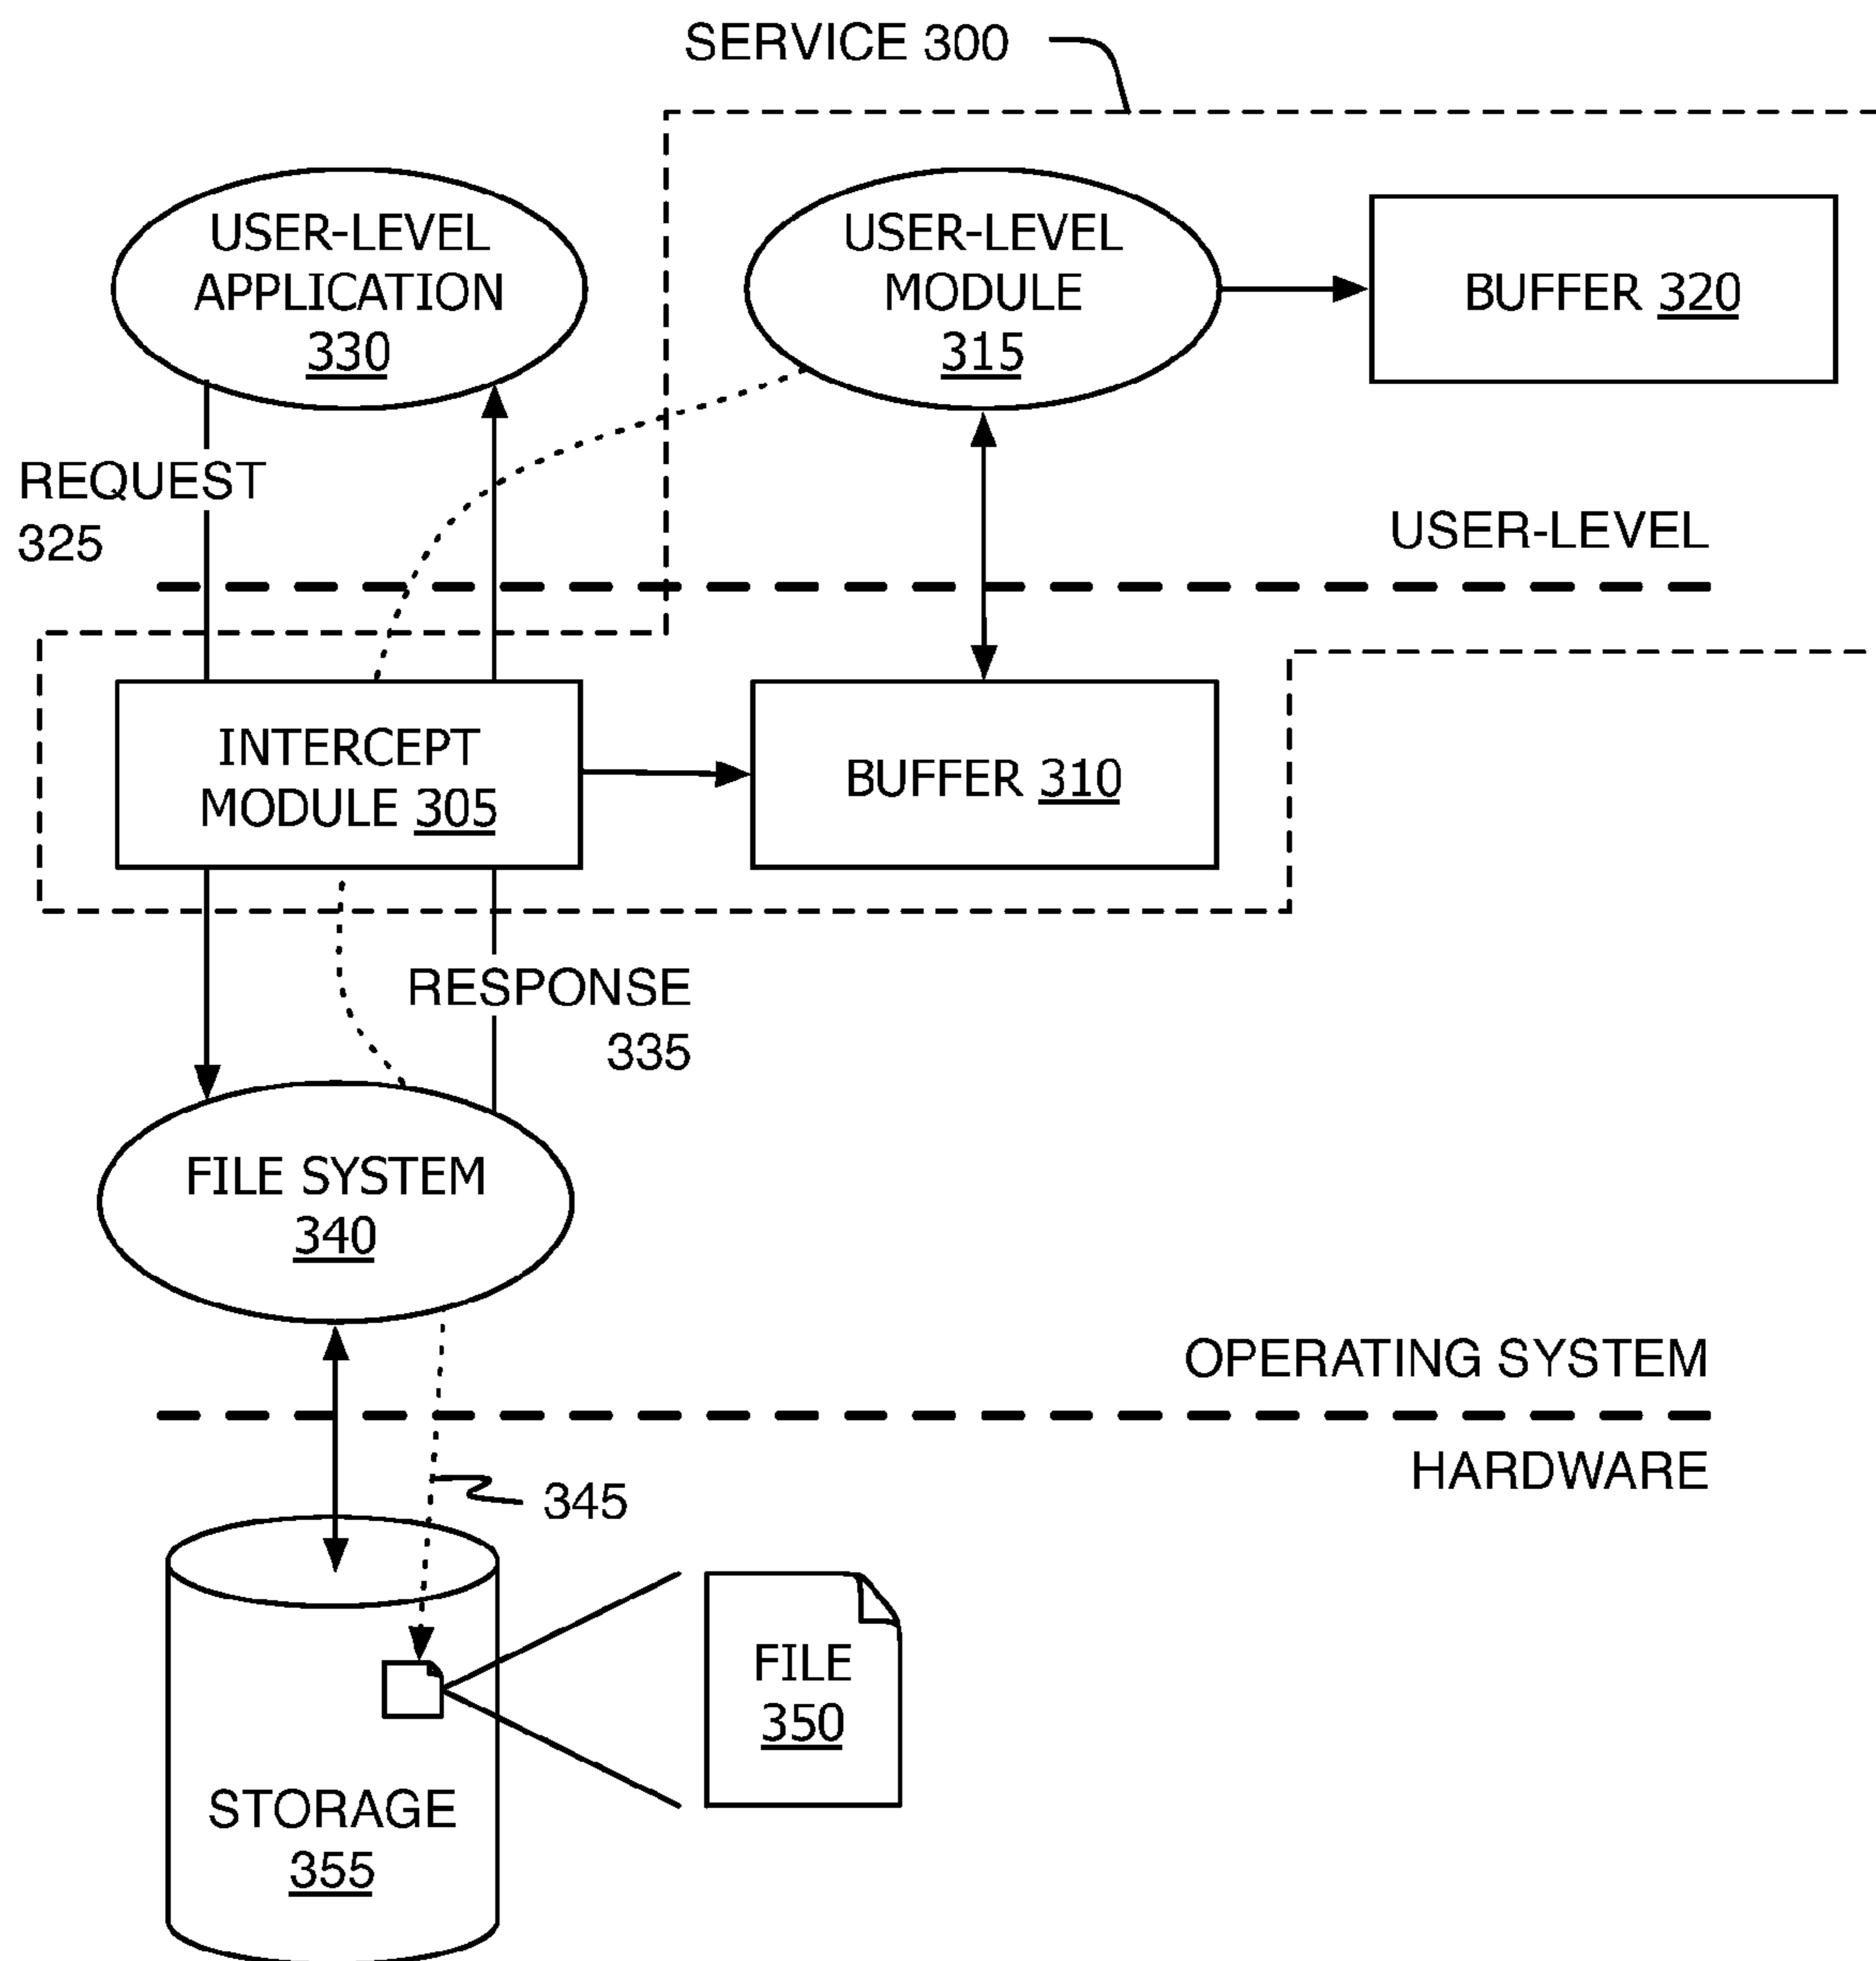 SERVICE 300
USER-LEVEL
APPLICATION
330
USER-LEVEL
MODULE
315
BUFFER 320
REQUEST
325
USER-LEVEL
INTERCEPT
MODULE 305
BUFFER 310
RESPONSE
335
FILE SYSTEM
340
OPERATING SYSTEM
HARDWARE
345
FILE
350
STORAGE
355